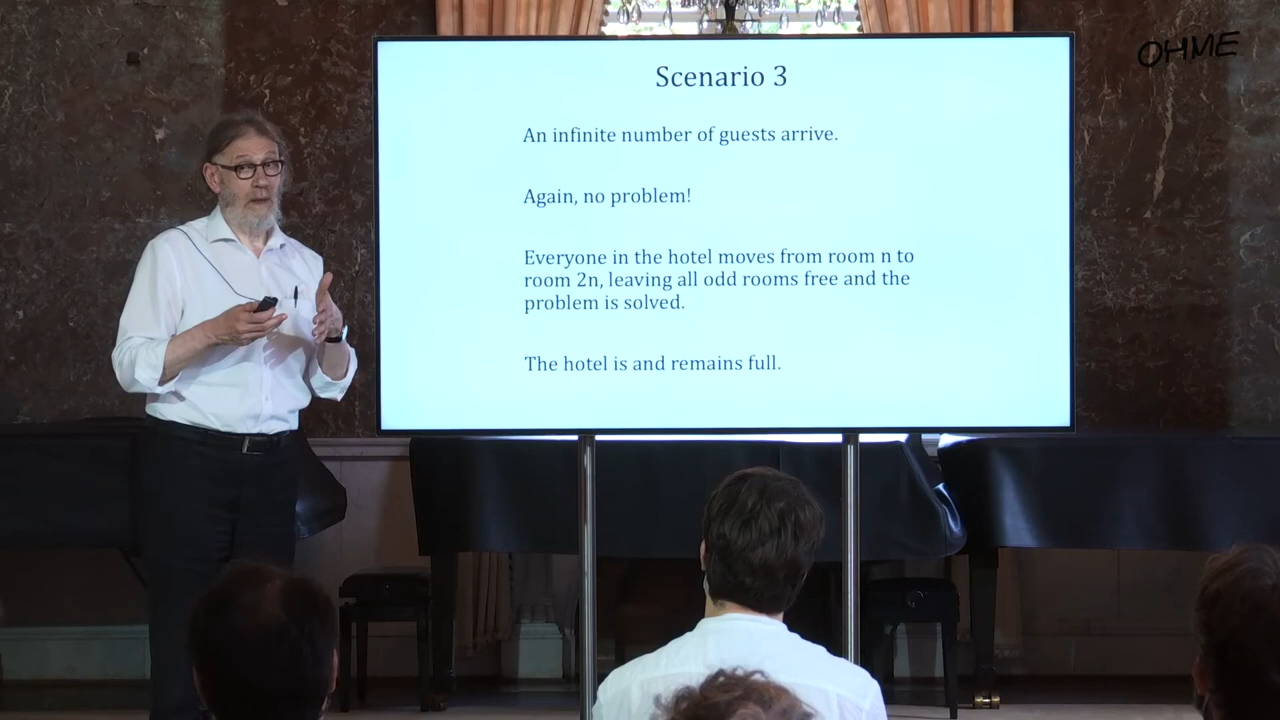 OHME
Scenario 3
An infinite number of guests arrive.
Again, no problem!
Everyone in the hotel moves from room n to
room 2n, leaving all odd rooms free and the
problem is solved.
The hotel is and remains full.